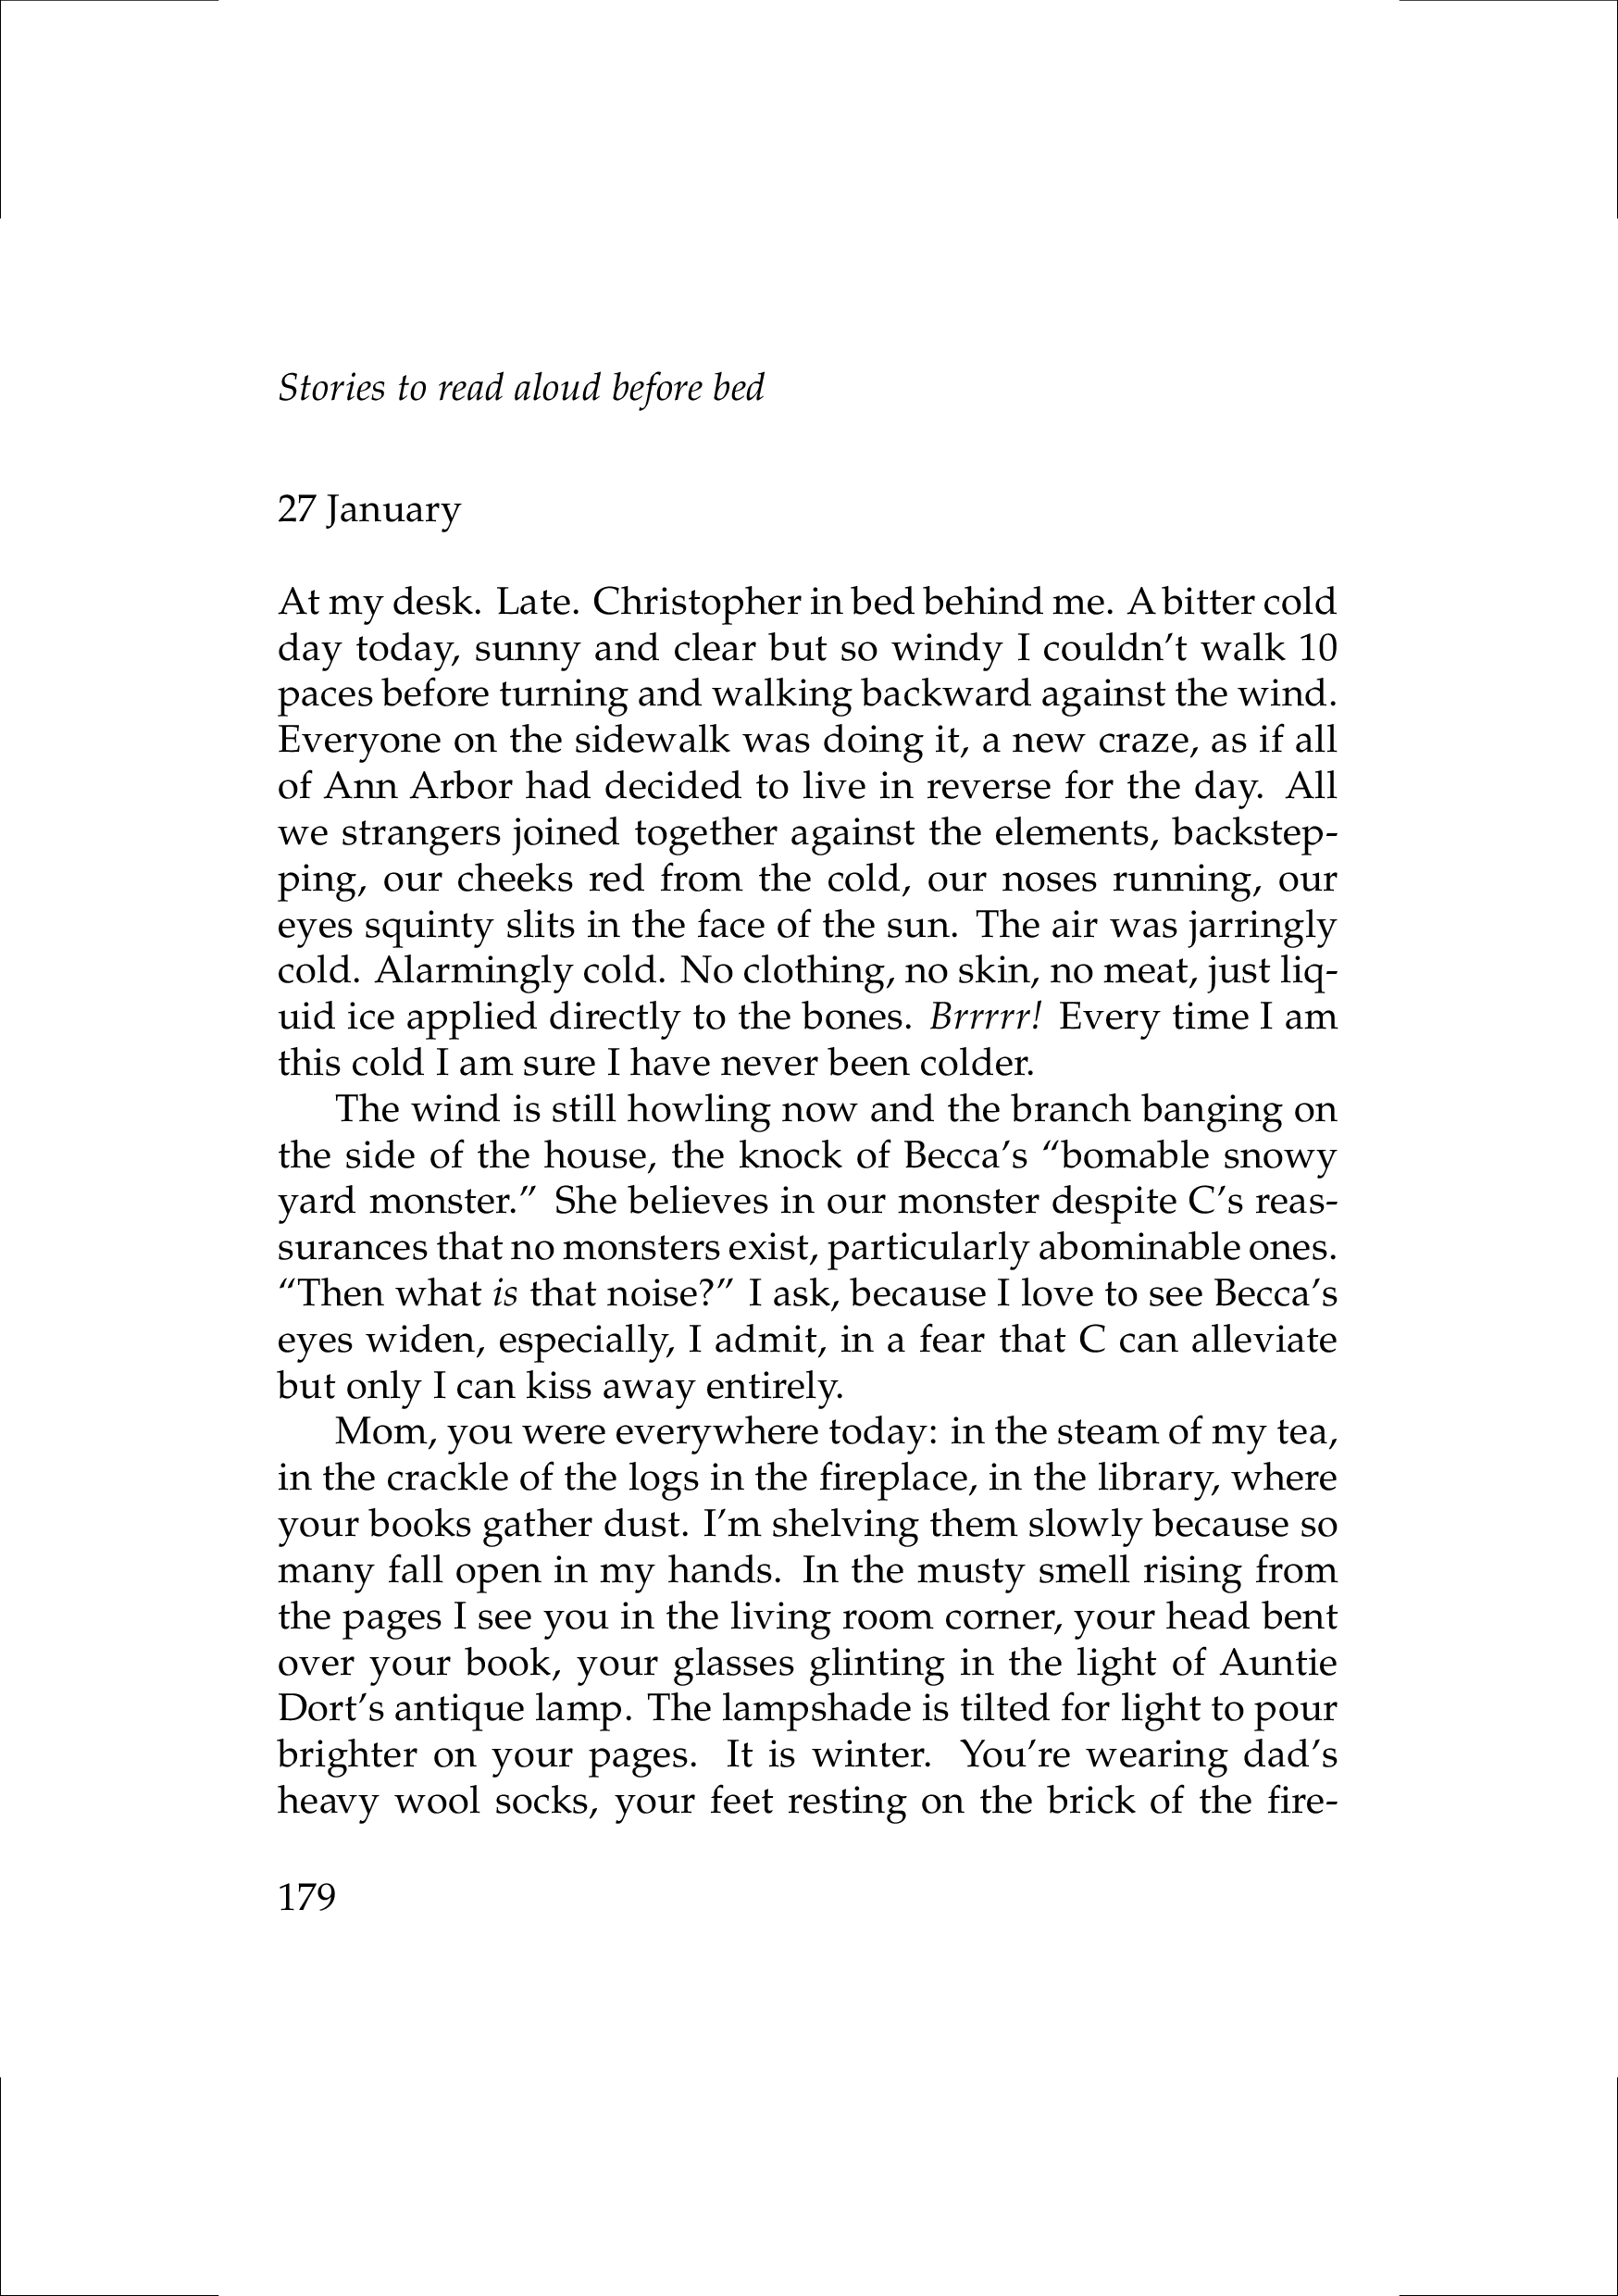 Stories to read aloud before bed
27 January
At my desk. Late. Christopher in bed behind me. A bitter cold
day today, sunny and clear but so windy I couldn’t walk 10
paces before turning and walking backward against the wind.
Everyone on the sidewalk was doing it, a new craze, as if all
of Ann Arbor had decided to live in reverse for the day. All
we strangers joined together against the elements, backstep-
ping, our cheeks red from the cold, our noses running, our
eyes squinty slits in the face of the sun. The air was jarringly
cold. Alarmingly cold. No clothing, no skin, no meat, just liq-
uid ice applied directly to the bones. Brrrrr! Every time I am
this cold I am sure I have never been colder.
The wind is still howling now and the branch banging on
the side of the house, the knock of Becca’s “bomable snowy
yard monster.” She believes in our monster despite C’s reas-
surances that no monsters exist, particularly abominable ones.
“Then what is that noise?” I ask, because I love to see Becca’s
eyes widen, especially, I admit, in a fear that C can alleviate
but only I can kiss away entirely.
Mom, you were everywhere today: in the steam of my tea,
in the crackle of the logs in the fireplace, in the library, where
your books gather dust. I’m shelving them slowly because so
many fall open in my hands. In the musty smell rising from
the pages I see you in the living room corner, your head bent
over your book, your glasses glinting in the light of Auntie
Dort’s antique lamp. The lampshade is tilted for light to pour
brighter on your pages. It is winter. You’re wearing dad’s
heavy wool socks, your feet resting on the brick of the fire-
179